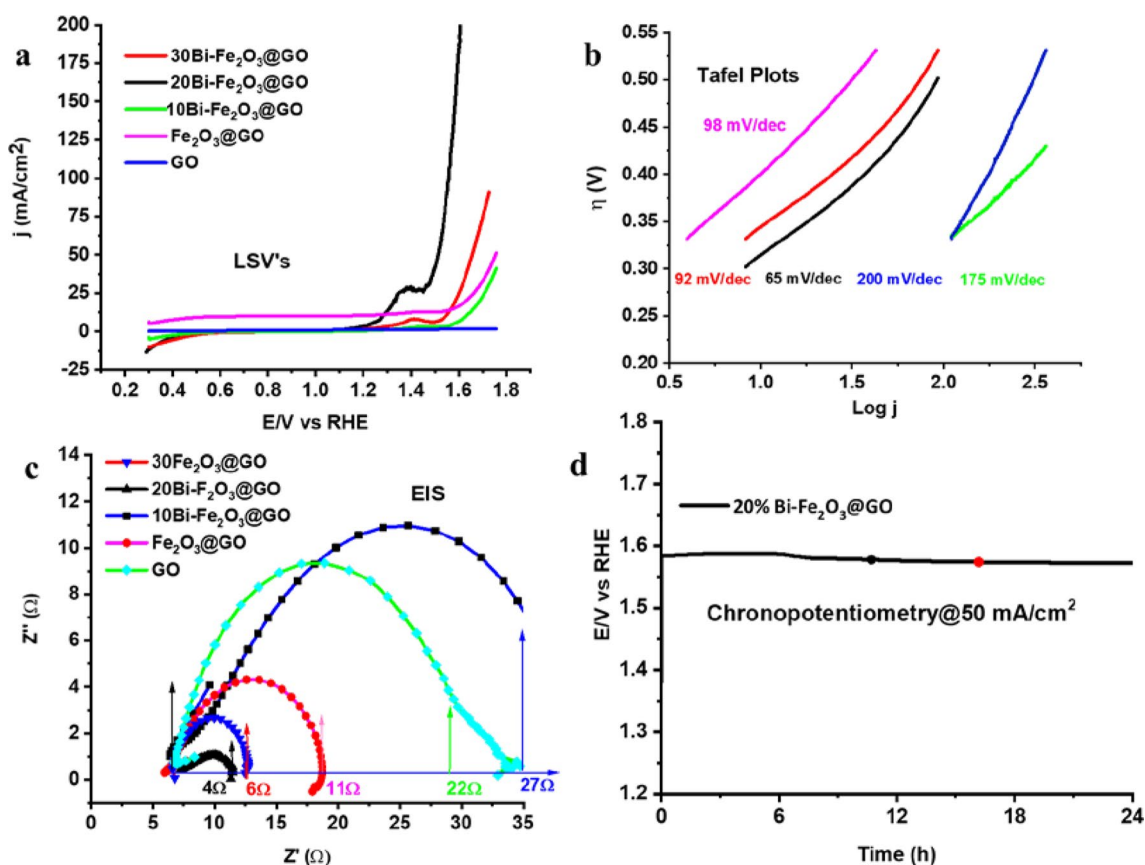 a
200
175
150
125
100
75
50
25
0
-25
j (mA/cm²)
30Bi-Fe₂O₃@GO
20Bi-Fe₂O₃@GO
10Bi-Fe₂O₃@GO
Fe₂O₃@GO
GO
LSV's
0.2 0.4 0.6 0.8 1.0 1.2 1.4 1.6 1.8
E/V vs RHE
b
0.55
0.50
0.45
0.40
0.35
0.30
0.25
0.20
η (V)
Tafel Plots
98 mV/dec
92 mV/dec 65 mV/dec 200 mV/dec 175 mV/dec
0.5 1.0 1.5 2.0 2.5
Log j
c
14
12
10
8
6
4
2
0
Z'' (Ω)
30Fe₂O₃@GO
20Bi-F₂O₃@GO
10Bi-Fe₂O₃@GO
Fe₂O₃@GO
GO
EIS
4Ω 6Ω 11Ω 22Ω 27Ω
0 5 10 15 20 25 30 35
Z' (Ω)
d
1.8
1.7
1.6
1.5
1.4
1.3
1.2
E/V vs RHE
20% Bi-Fe₂O₃@GO
Chronopotentiometry@50 mA/cm²
0 6 12 18 24
Time (h)